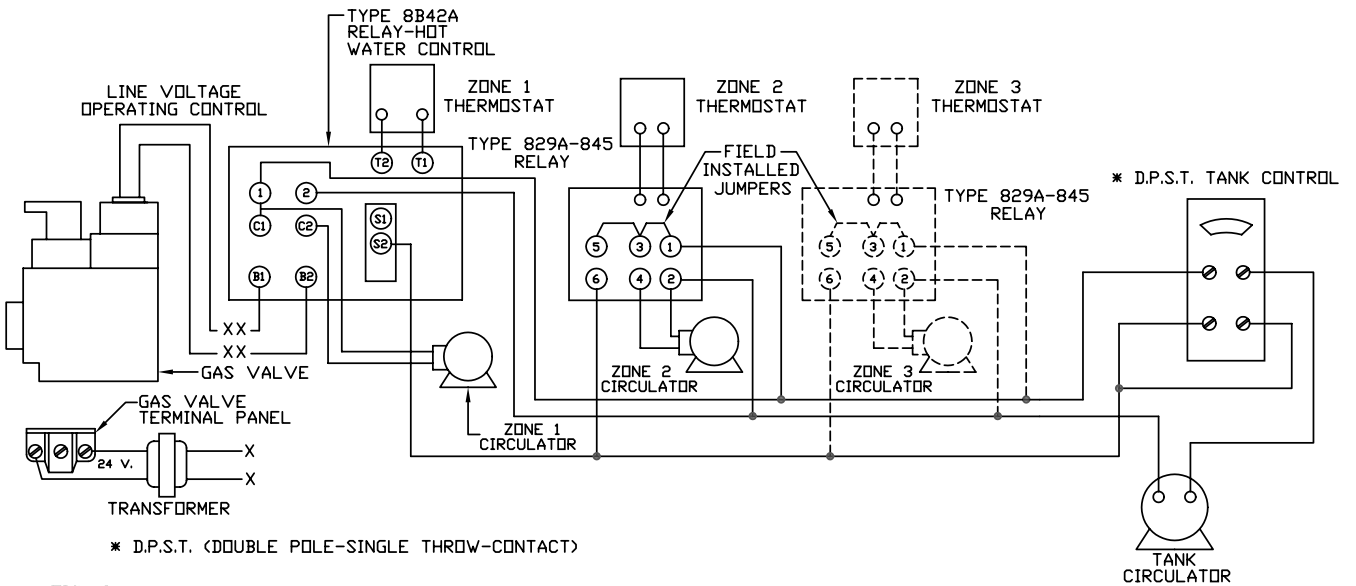 TYPE 8B42A
RELAY-HOT
WATER CONTROL
LINE VOLTAGE
OPERATING CONTROL
ZONE 1
THERMOSTAT
ZONE 2
THERMOSTAT
ZONE 3
THERMOSTAT
TYPE 829A-845
RELAY
FIELD
INSTALLED
JUMPERS
TYPE 829A-845
RELAY
* D.P.S.T. TANK CONTROL
T2 T1
1 2
C1 C2
S1
S2
B1 B2
5 3 1
6 4 2
5 3 1
6 4 2
XX
XX
GAS VALVE
ZONE 2
CIRCULATOR
ZONE 3
CIRCULATOR
GAS VALVE
TERMINAL PANEL
ZONE 1
CIRCULATOR
X
24 V.
X
TRANSFORMER
* D.P.S.T. (DOUBLE POLE-SINGLE THROW-CONTACT)
TANK
CIRCULATOR